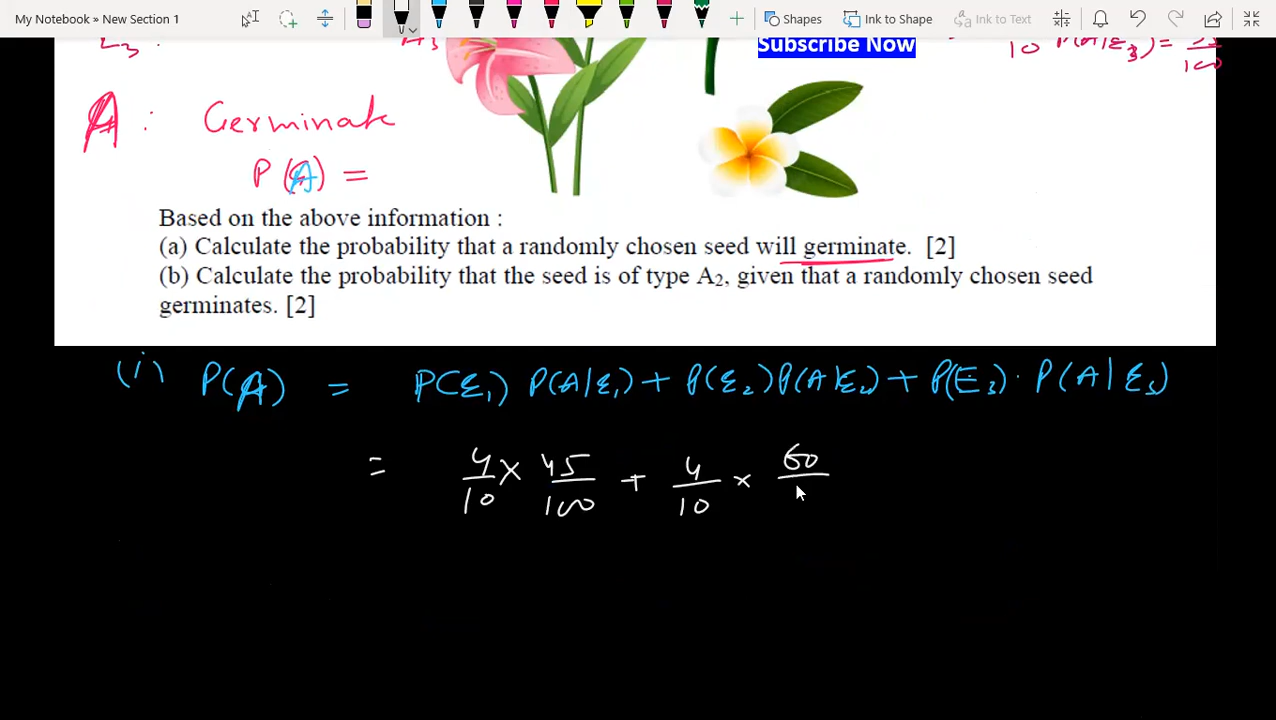 My Notebook > New Section 1
Shapes
Ink to Shape
Ink to Text
Subscribe Now
10 P(A|E3) =
100
A : Germinate
P(A) =
Based on the above information :
(a) Calculate the probability that a randomly chosen seed will germinate. [2]
(b) Calculate the probability that the seed is of type A₂, given that a randomly chosen seed
germinates. [2]
(i) P(A) = P(E₁) P(A|E₁) + P(E₂) P(A|E₂) + P(E₃) · P(A|E₃)
= 4/10 × 45/100 + 4/10 × 60/